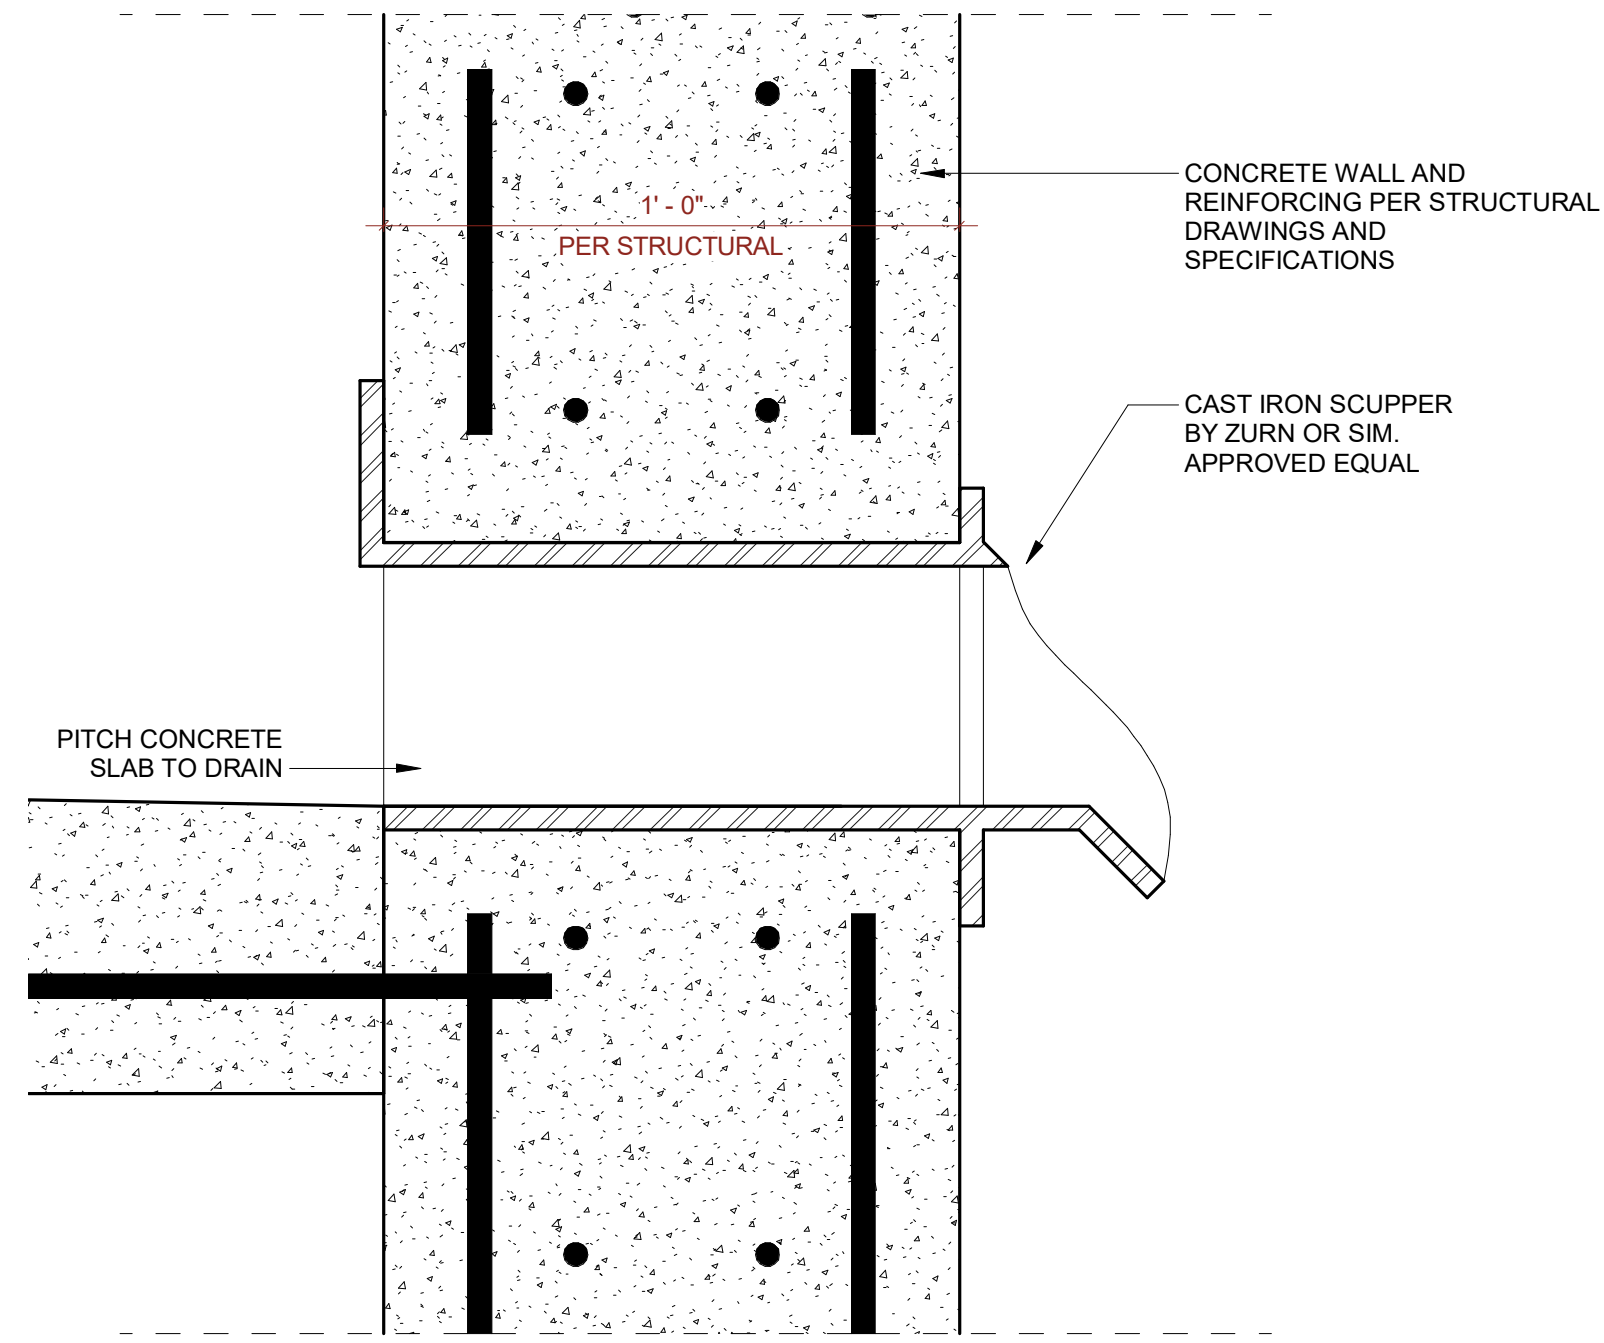 1' - 0"
PER STRUCTURAL
CONCRETE WALL AND
REINFORCING PER STRUCTURAL
DRAWINGS AND
SPECIFICATIONS
CAST IRON SCUPPER
BY ZURN OR SIM.
APPROVED EQUAL
PITCH CONCRETE
SLAB TO DRAIN